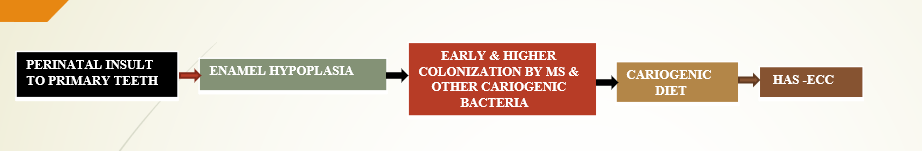 PERINATAL INSULT
TO PRIMARY TEETH
ENAMEL HYPOPLASIA
EARLY & HIGHER
COLONIZATION BY MS &
OTHER CARIOGENIC
BACTERIA
CARIOGENIC
DIET
HAS -ECC